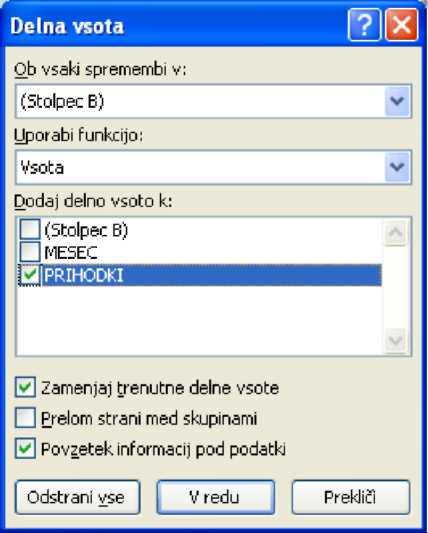 Delna vsota
Ob vsaki spremembi v:
(Stolpec B)
Uporabi funkcijo:
Vsota
Dodaj delno vsoto k:
(Stolpec B)
MESEC
PRIHODKI
Zamenjaj trenutne delne vsote
Prelom strani med skupinami
Povzetek informacij pod podatki
Odstrani vse V redu Prekliči